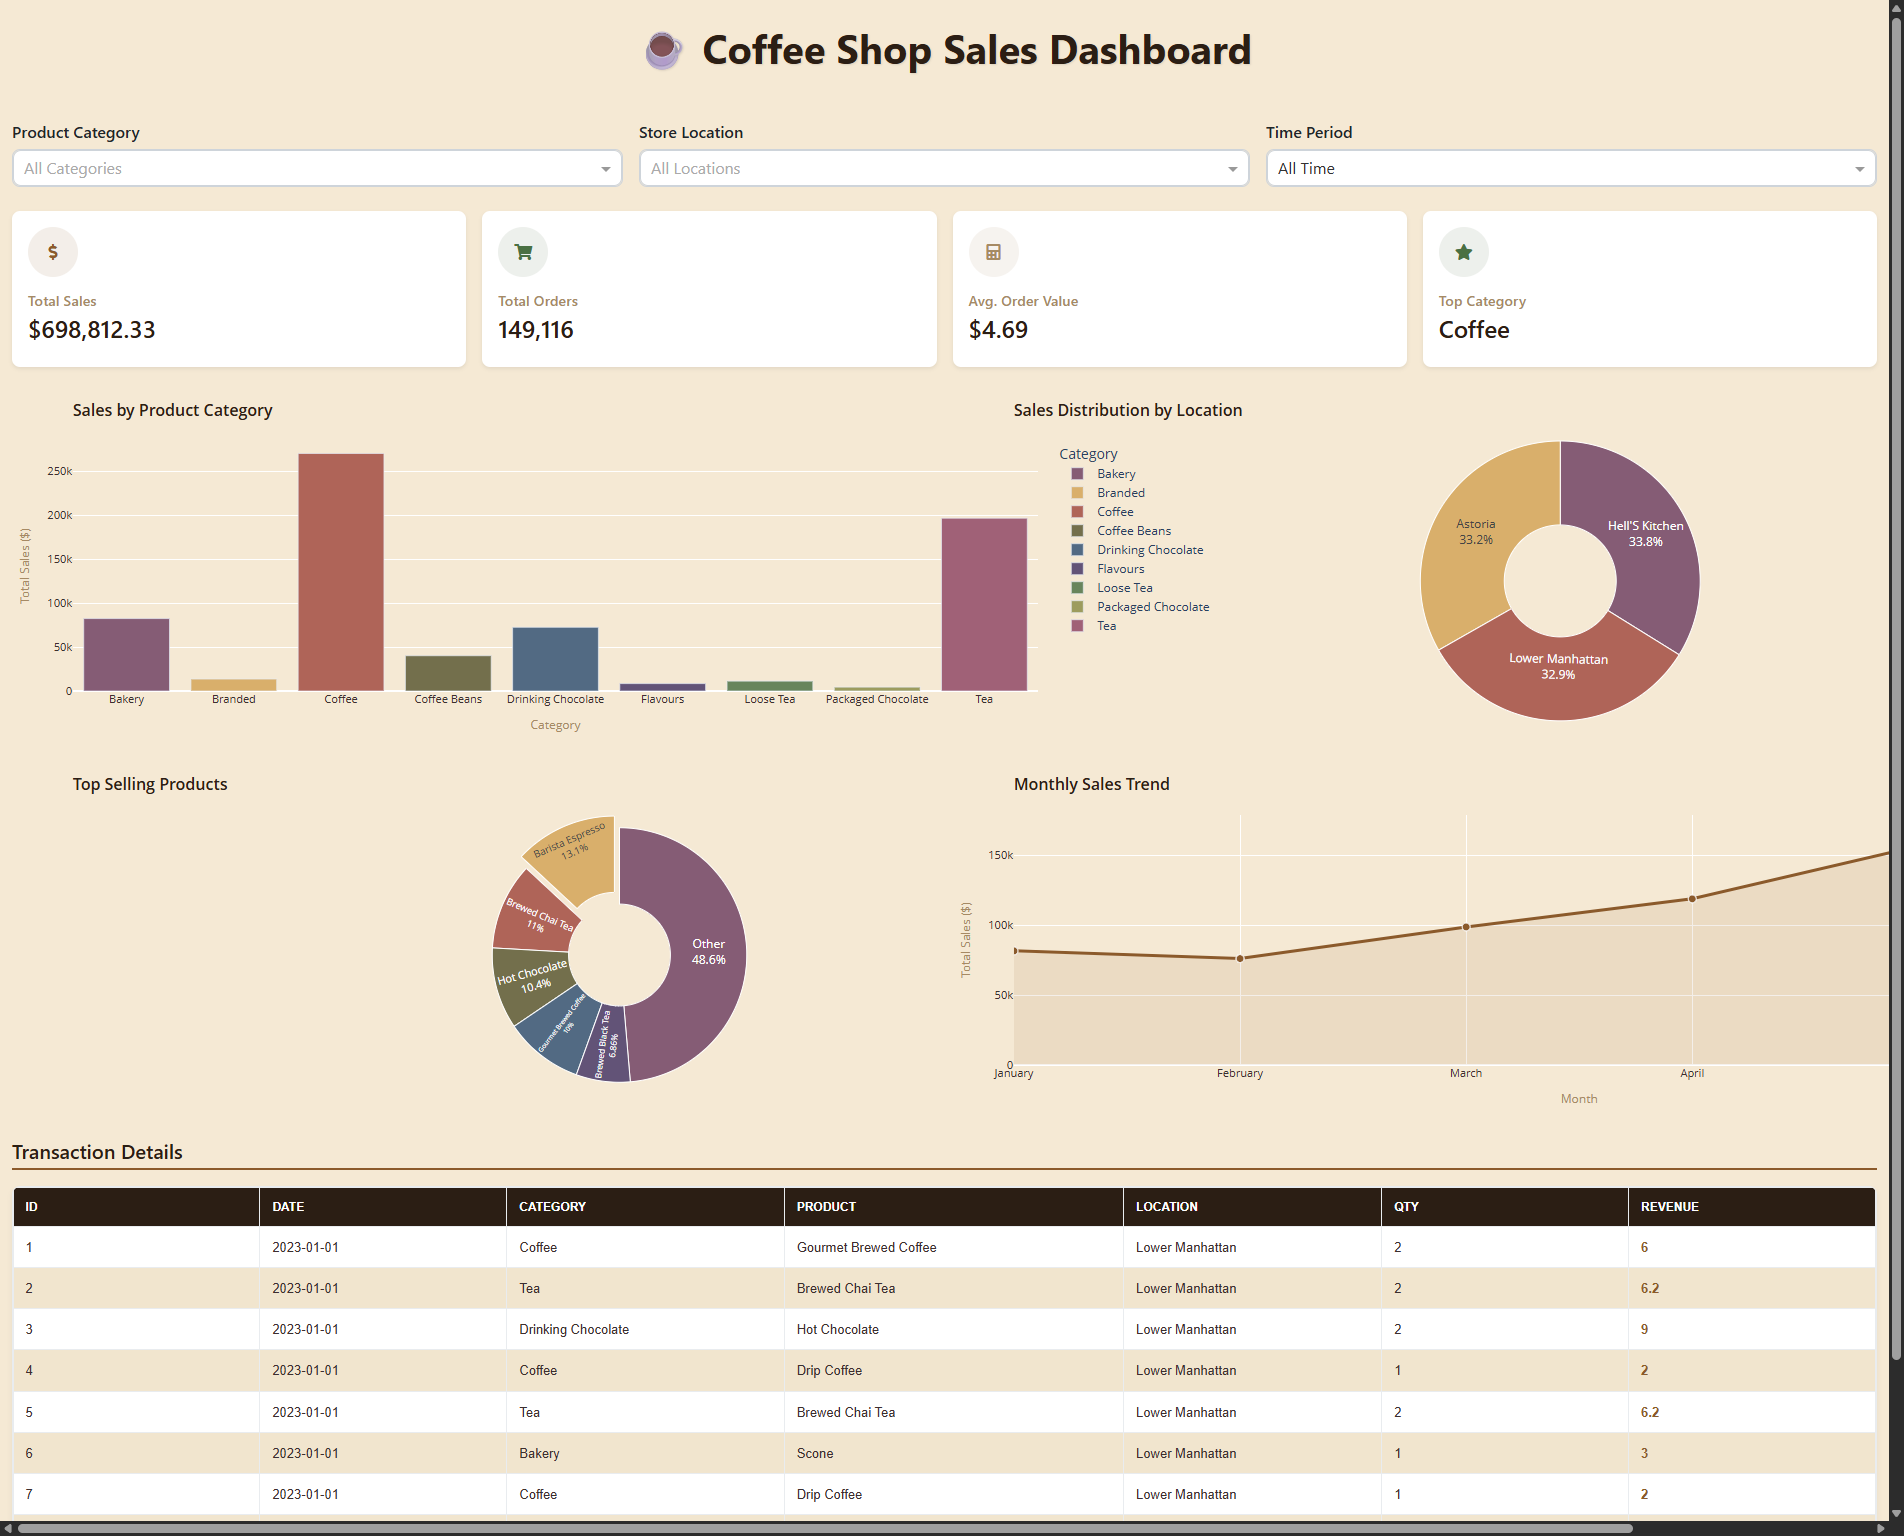 Coffee Shop Sales Dashboard
Product Category
All Categories
Store Location
All Locations
Time Period
All Time
$
Total Sales
$698,812.33
Total Orders
149,116
Avg. Order Value
$4.69
Top Category
Coffee
Sales by Product Category
Total Sales ($)
250k
200k
150k
100k
50k
0
Bakery
Branded
Coffee
Coffee Beans
Drinking Chocolate
Flavours
Loose Tea
Packaged Chocolate
Tea
Category
Category
Bakery
Branded
Coffee
Coffee Beans
Drinking Chocolate
Flavours
Loose Tea
Packaged Chocolate
Tea
Sales Distribution by Location
Astoria
33.2%
Hell'S Kitchen
33.8%
Lower Manhattan
32.9%
Top Selling Products
Barista Espresso
13.1%
Brewed Chai Tea
11%
Hot Chocolate
10.4%
Gourmet Brewed Coffee
10%
Brewed Black Tea
6.86%
Other
48.6%
Monthly Sales Trend
Total Sales ($)
150k
100k
50k
0
January
February
March
April
Month
Transaction Details
ID DATE CATEGORY PRODUCT LOCATION QTY REVENUE
1 2023-01-01 Coffee Gourmet Brewed Coffee Lower Manhattan 2 6
2 2023-01-01 Tea Brewed Chai Tea Lower Manhattan 2 6.2
3 2023-01-01 Drinking Chocolate Hot Chocolate Lower Manhattan 2 9
4 2023-01-01 Coffee Drip Coffee Lower Manhattan 1 2
5 2023-01-01 Tea Brewed Chai Tea Lower Manhattan 2 6.2
6 2023-01-01 Bakery Scone Lower Manhattan 1 3
7 2023-01-01 Coffee Drip Coffee Lower Manhattan 1 2